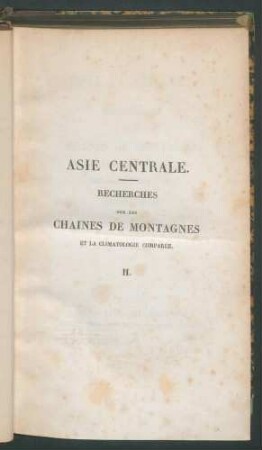 ASIE CENTRALE.
RECHERCHES
SUR LES
CHAINES DE MONTAGNES
ET LA CLIMATOLOGIE COMPARÉE.
II.